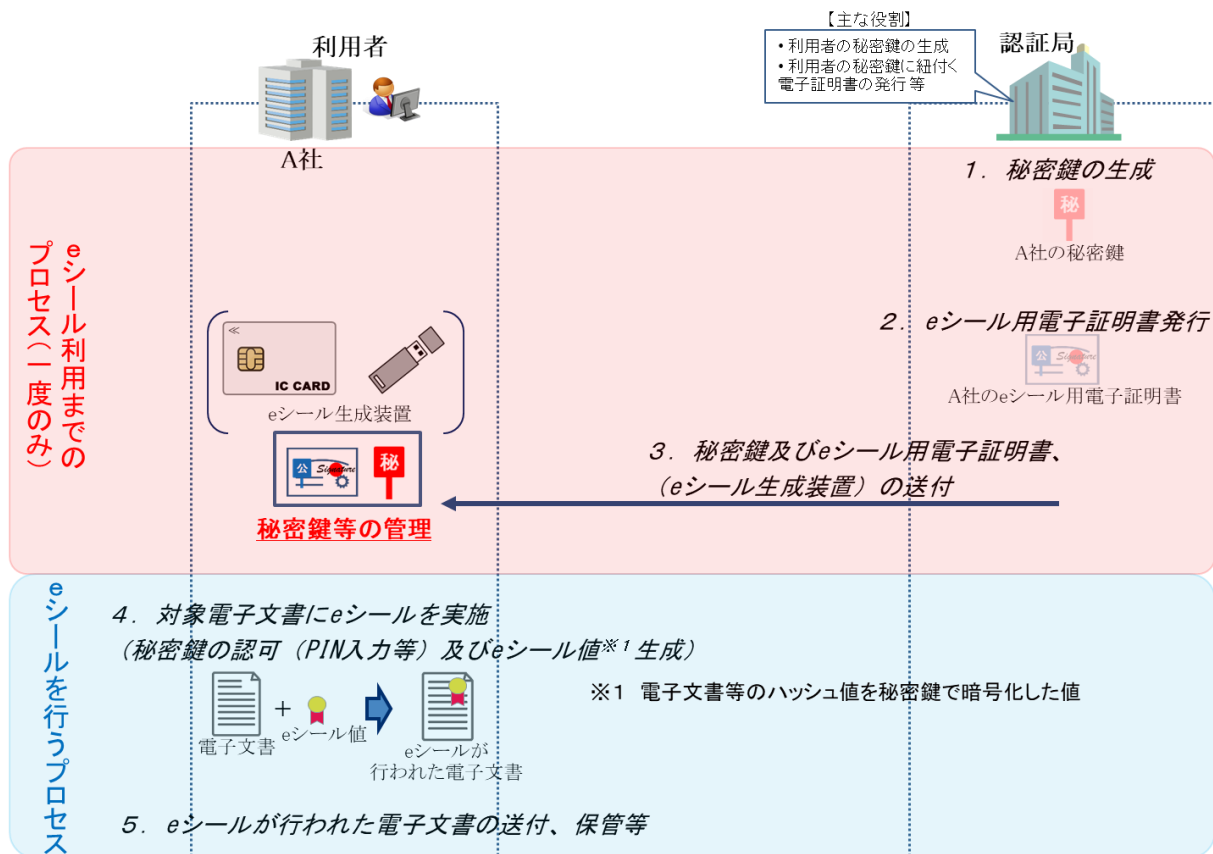 【主な役割】
•利用者の秘密鍵の生成
•利用者の秘密鍵に紐付く
電子証明書の発行 等
利用者
認証局
A社
eシール利用までの
プロセス（一度のみ）
1. 秘密鍵の生成
秘
A社の秘密鍵
2. eシール用電子証明書発行
公 Signature
A社のeシール用電子証明書
IC CARD
eシール生成装置
公 Signature
秘
秘密鍵等の管理
3. 秘密鍵及びeシール用電子証明書、
（eシール生成装置）の送付
eシールを行うプロセス
4. 対象電子文書にeシールを実施
（秘密鍵の認可（PIN入力等）及びeシール値※1生成）
※1 電子文書等のハッシュ値を秘密鍵で暗号化した値
+
電子文書
eシール値
eシールが
行われた電子文書
5. eシールが行われた電子文書の送付、保管等